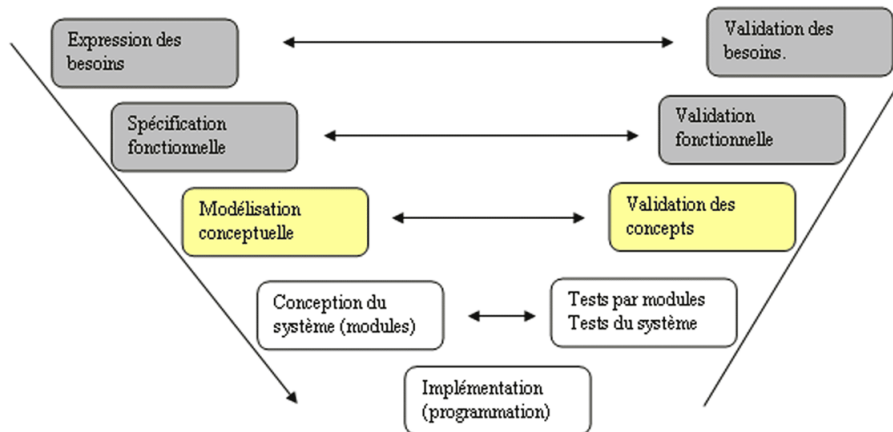 Expression des
besoins
Validation des
besoins.
Spécification
fonctionnelle
Validation
fonctionnelle
Modélisation
conceptuelle
Validation des
concepts
Conception du
système (modules)
Tests par modules
Tests du système
Implémentation
(programmation)